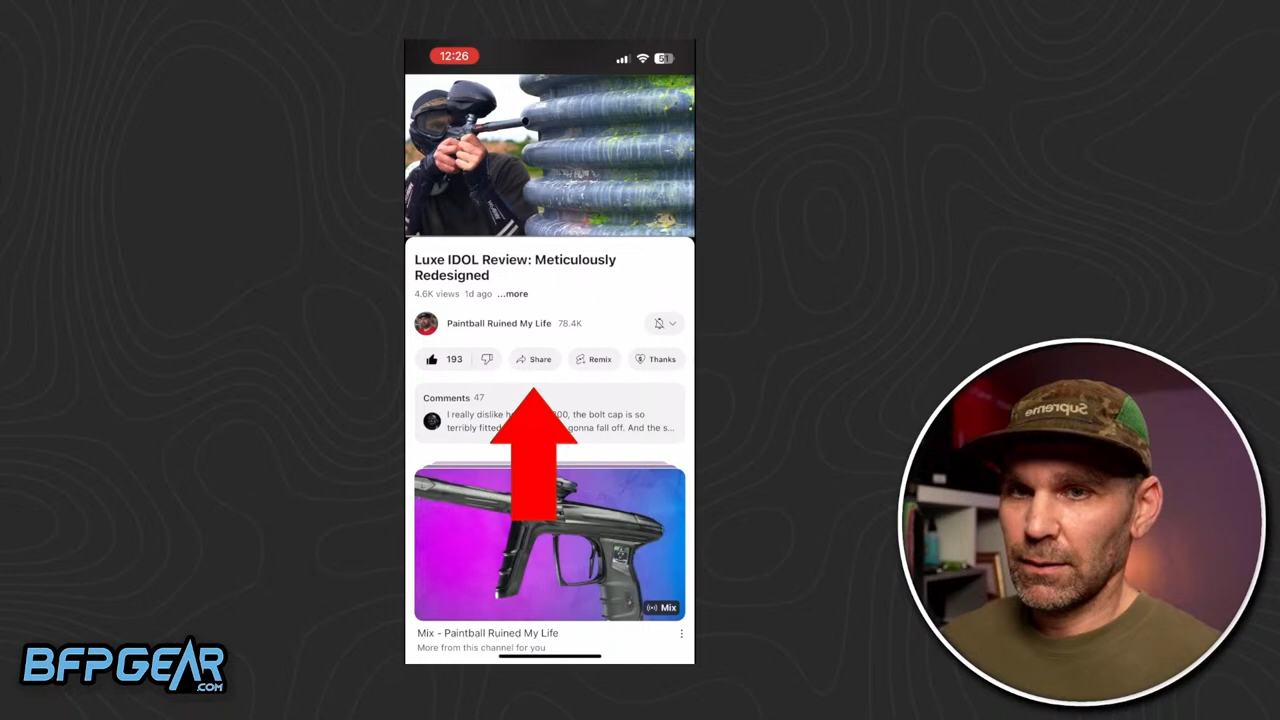 12:26
51
Luxe IDOL Review: Meticulously
Redesigned
4.6K views 1d ago ...more
Paintball Ruined My Life 78.4K
193 Share Remix Thanks
Comments 47
I really dislike 00, the bolt cap is so
terribly fitted gonna fall off. And the s...
Mix
Mix - Paintball Ruined My Life
More from this channel for you
Supreme
BFPGEAR
.COM